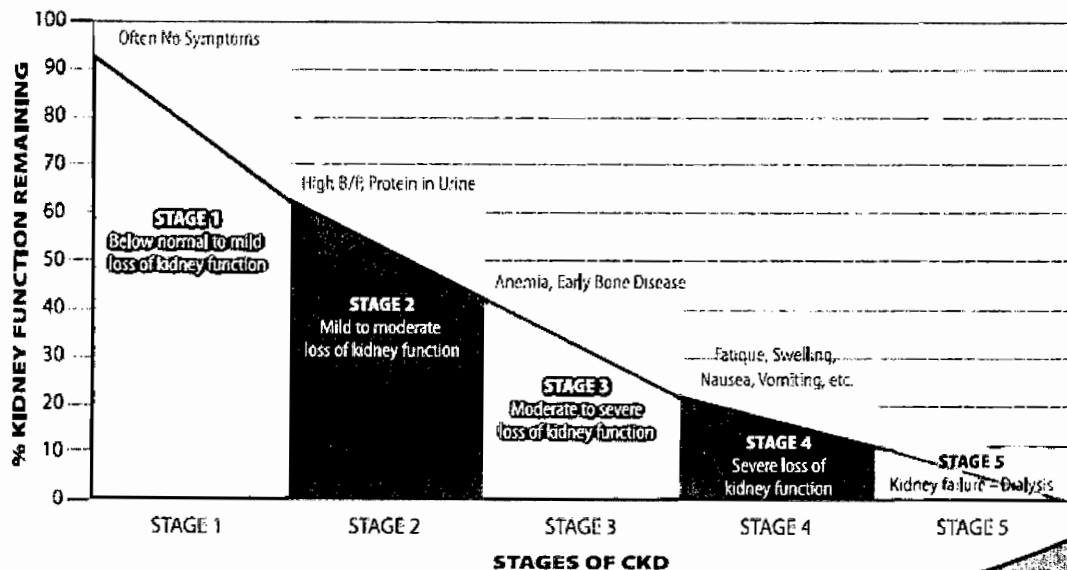 % KIDNEY FUNCTION REMAINING
100
90
80
70
60
50
40
30
20
10
0
Often No Symptoms
High B/P, Protein in Urine
Anemia, Early Bone Disease
Fatique, Swelling,
Nausea, Vomiting, etc.
STAGE 1
Below normal to mild
loss of kidney function
STAGE 2
Mild to moderate
loss of kidney function
STAGE 3
Moderate to severe
loss of kidney function
STAGE 4
Severe loss of
kidney function
STAGE 5
Kidney failure = Dialysis
STAGE 1 STAGE 2 STAGE 3 STAGE 4 STAGE 5
STAGES OF CKD